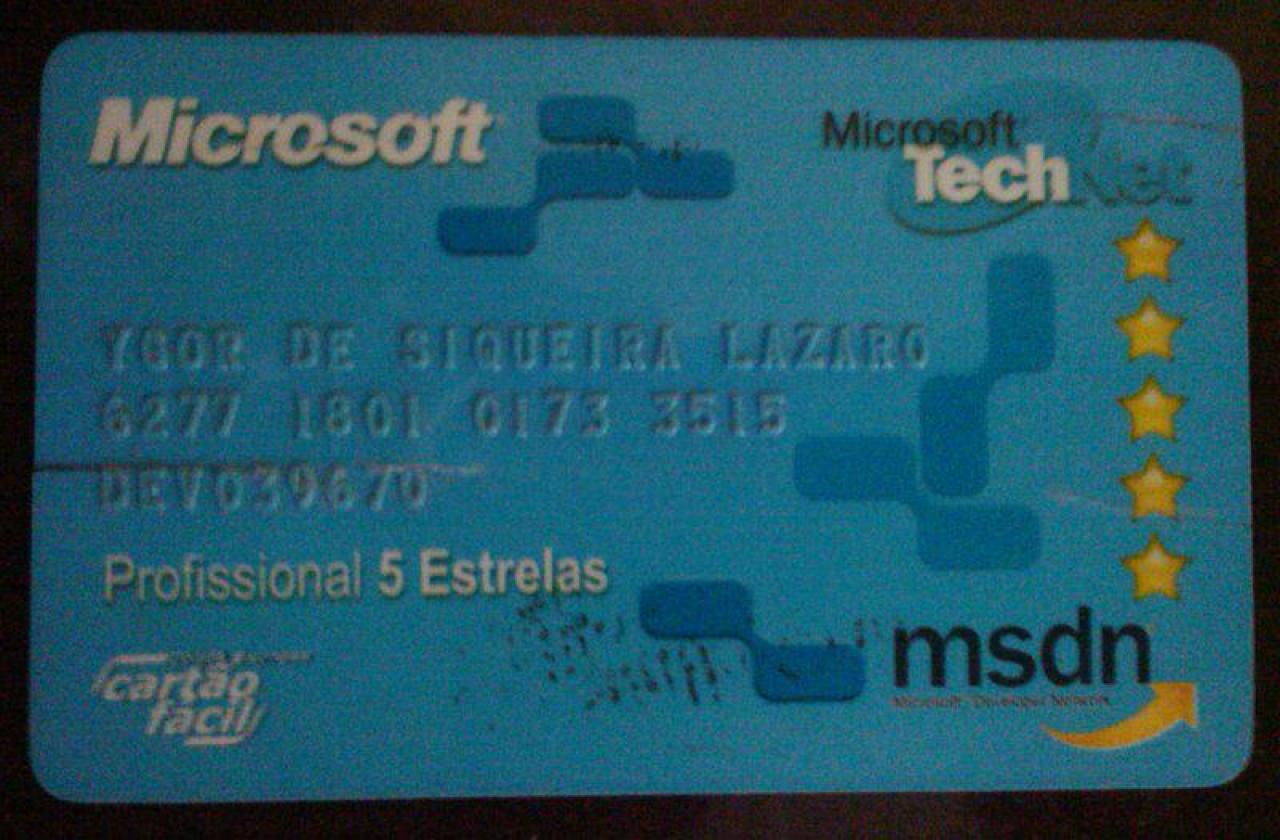 Microsoft
Microsoft
TechNet
YGOR DE SIQUEIRA LAZARO
6277 1801 0173 3515
DEV039670
Profissional 5 Estrelas
cartão
fácil
msdn
Microsoft Developer Network